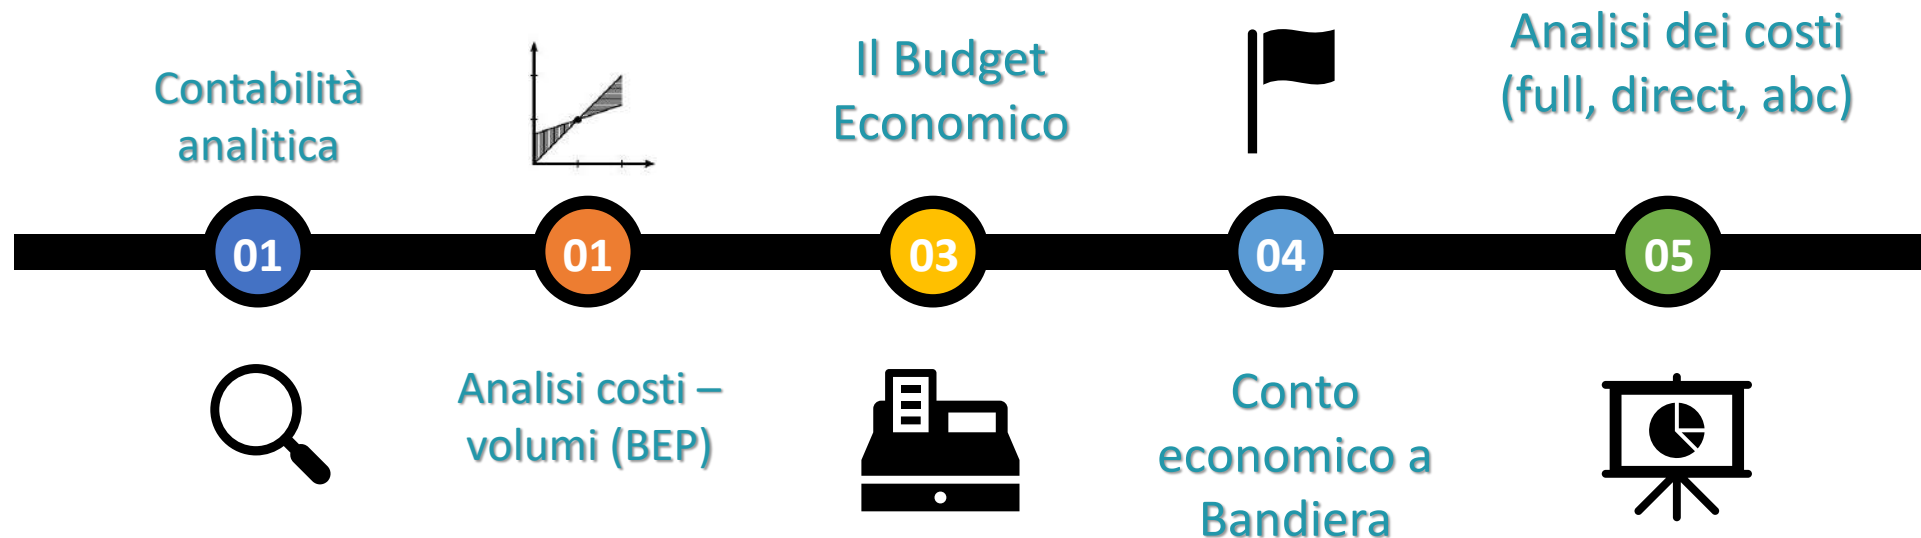 Contabilità
analitica
01
01
Analisi costi –
volumi (BEP)
Il Budget
Economico
03
04
Conto
economico a
Bandiera
Analisi dei costi
(full, direct, abc)
05